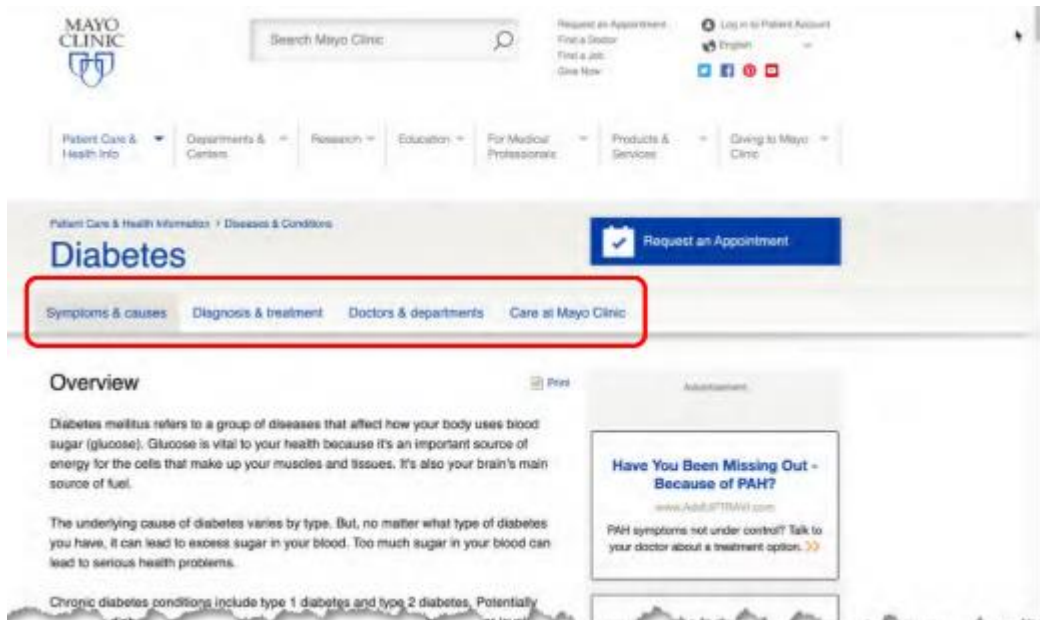 MAYO
CLINIC
Search Mayo Clinic
Request an Appointment
Find a Doctor
Find a Job
Give Now
Log in to Patient Account
English
Patient Care &
Health Info
Departments &
Centers
Research
Education
For Medical
Professionals
Products &
Services
Giving to Mayo
Clinic
Patient Care & Health Information > Diseases & Conditions
Diabetes
Request an Appointment
Symptoms & causes Diagnosis & treatment Doctors & departments Care at Mayo Clinic
Overview
Print
Diabetes mellitus refers to a group of diseases that affect how your body uses blood
sugar (glucose). Glucose is vital to your health because it's an important source of
energy for the cells that make up your muscles and tissues. It's also your brain's main
source of fuel.
The underlying cause of diabetes varies by type. But, no matter what type of diabetes
you have, it can lead to excess sugar in your blood. Too much sugar in your blood can
lead to serious health problems.
Chronic diabetes conditions include type 1 diabetes and type 2 diabetes. Potentially
Advertisement
Have You Been Missing Out -
Because of PAH?
PAH symptoms not under control? Talk to
your doctor about a treatment option. >>